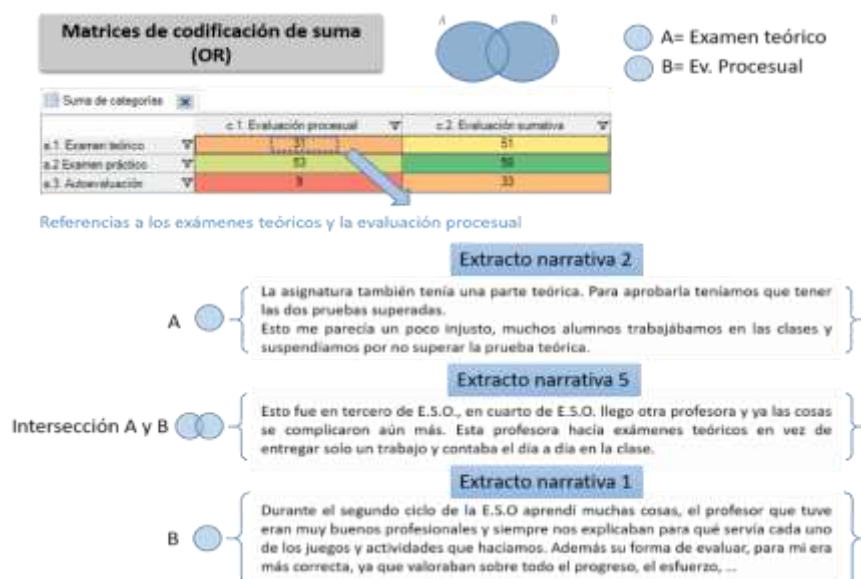 Matrices de codificación de suma
(OR)
A
B
A= Examen teórico
B= Ev. Procesual
Suma de categorías
c.1. Evaluación procesual
c.2. Evaluación sumativa
a.1. Examen teórico
31
51
a.2 Examen práctico
53
a.3. Autoevaluación
9
33
Referencias a los exámenes teóricos y la evaluación procesual
Extracto narrativa 2
A
La asignatura también tenía una parte teórica. Para aprobarla teníamos que tener
las dos pruebas superadas.
Esto me parecía un poco injusto, muchos alumnos trabajábamos en las clases y
suspendíamos por no superar la prueba teórica.
Extracto narrativa 5
Intersección A y B
Esto fue en tercero de E.S.O., en cuarto de E.S.O. llego otra profesora y ya las cosas
se complicaron aún más. Esta profesora hacía exámenes teóricos en vez de
entregar solo un trabajo y contaba el día a día en la clase.
Extracto narrativa 1
B
Durante el segundo ciclo de la E.S.O aprendí muchas cosas, el profesor que tuve
eran muy buenos profesionales y siempre nos explicaban para qué servía cada uno
de los juegos y actividades que hacíamos. Además su forma de evaluar, para mi era
más correcta, ya que valoraban sobre todo el progreso, el esfuerzo, ...